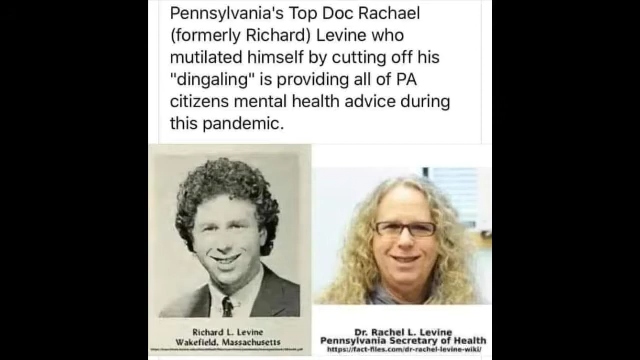 Pennsylvania's Top Doc Rachael
(formerly Richard) Levine who
mutilated himself by cutting off his
"dingaling" is providing all of PA
citizens mental health advice during
this pandemic.
Richard L. Levine
Wakefield, Massachusetts
Dr. Rachel L. Levine
Pennsylvania Secretary of Health
https://fact-files.com/dr-rachel-levine-wiki/